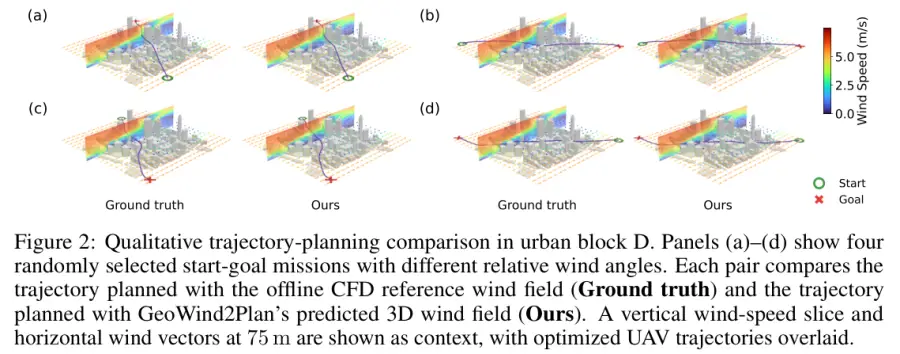 (a)
(b)
Wind Speed (m/s)
5.0
2.5
0.0
(c)
(d)
Start
Goal
Ground truth
Ours
Ground truth
Ours
Figure 2: Qualitative trajectory-planning comparison in urban block D. Panels (a)–(d) show four
randomly selected start-goal missions with different relative wind angles. Each pair compares the
trajectory planned with the offline CFD reference wind field (Ground truth) and the trajectory
planned with GeoWind2Plan's predicted 3D wind field (Ours). A vertical wind-speed slice and
horizontal wind vectors at 75 m are shown as context, with optimized UAV trajectories overlaid.